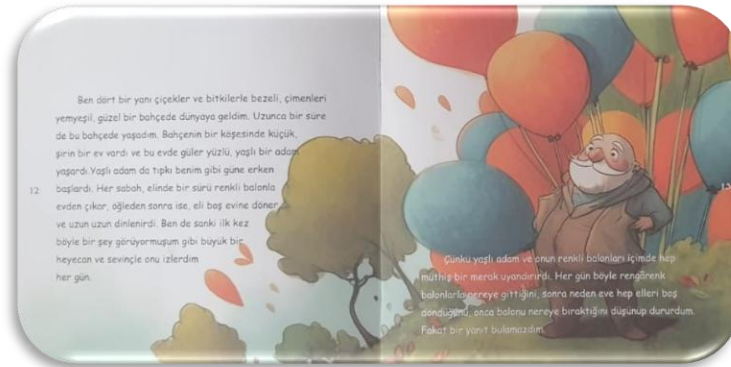 Ben dört bir yanı çiçekler ve bitkilerle bezeli, çimenleri
yemyeşil, güzel bir bahçede dünyaya geldim. Uzunca bir süre
de bu bahçede yaşadım. Bahçenin bir köşesinde küçük,
şirin bir ev vardı ve bu evde güler yüzlü, yaşlı bir adam
yaşardı. Yaşlı adam da tıpkı benim gibi güne erken
başlardı. Her sabah, elinde bir sürü renkli balonla
evden çıkar, öğleden sonra ise, eli boş evine döner
ve uzun uzun dinlenirdi. Ben de sanki ilk kez
böyle bir şey görüyormuşum gibi büyük bir
heyecan ve sevinçle onu izlerdim
her gün.
12
Çünkü yaşlı adam ve onun renkli balonları içimde hep
müthiş bir merak uyandırırdı. Her gün böyle rengârenk
balonlarla nereye gittiğini, sonra neden eve hep elleri boş
döndüğünü, onca balonu nereye bıraktığını düşünüp dururdum.
Fakat bir yanıt bulamazdım.
13